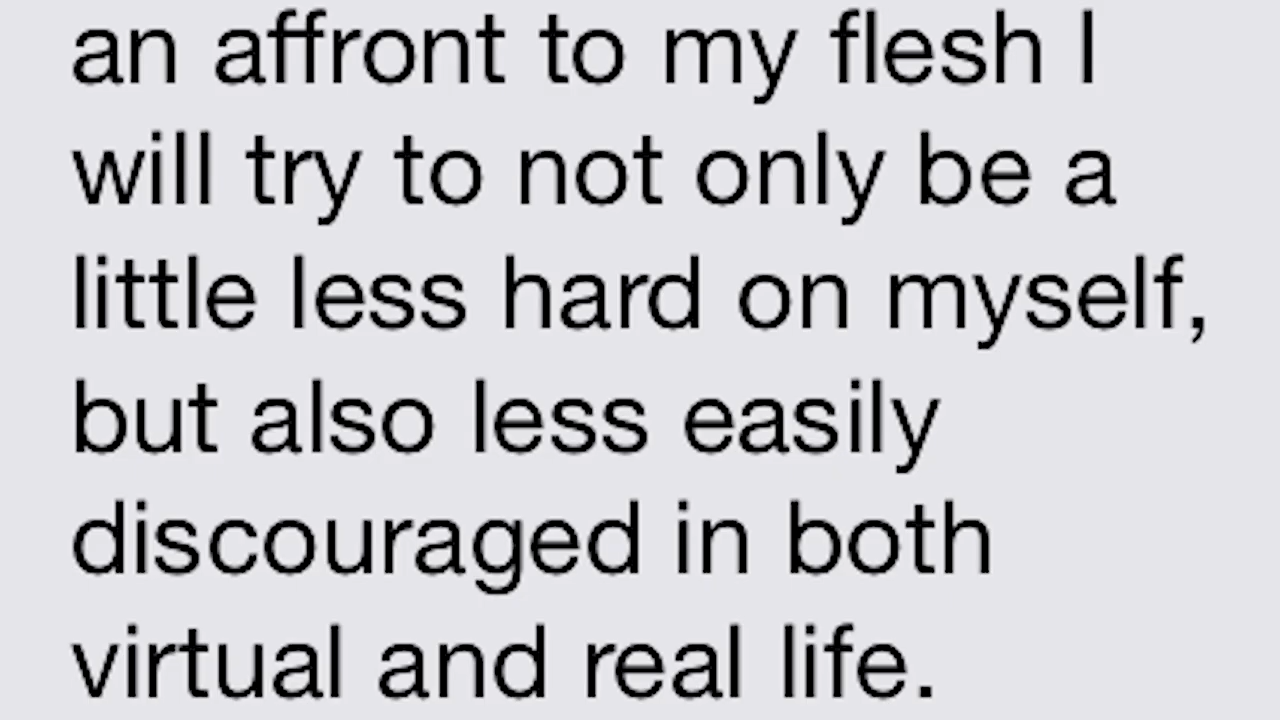 an affront to my flesh I
will try to not only be a
little less hard on myself,
but also less easily
discouraged in both
virtual and real life.